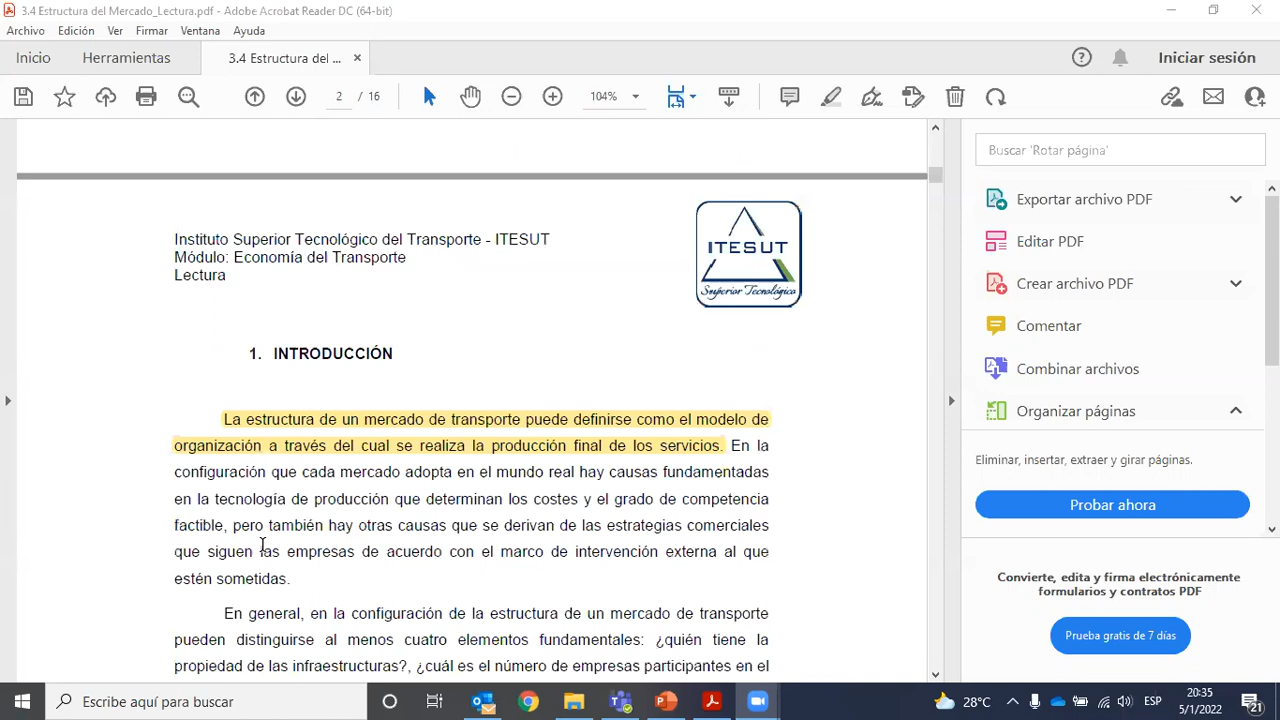 3.4 Estructura del Mercado_Lectura.pdf - Adobe Acrobat Reader DC (64-bit)
Archivo Edición Ver Firmar Ventana Ayuda
Inicio Herramientas 3.4 Estructura del ... × Iniciar sesión
2 / 16 104%
Instituto Superior Tecnológico del Transporte - ITESUT
Módulo: Economía del Transporte
Lectura
ITESUT
Superior Tecnológico
1. INTRODUCCIÓN
La estructura de un mercado de transporte puede definirse como el modelo de
organización a través del cual se realiza la producción final de los servicios. En la
configuración que cada mercado adopta en el mundo real hay causas fundamentadas
en la tecnología de producción que determinan los costes y el grado de competencia
factible, pero también hay otras causas que se derivan de las estrategias comerciales
que siguen las empresas de acuerdo con el marco de intervención externa al que
estén sometidas.
En general, en la configuración de la estructura de un mercado de transporte
pueden distinguirse al menos cuatro elementos fundamentales: ¿quién tiene la
propiedad de las infraestructuras?, ¿cuál es el número de empresas participantes en el
Buscar 'Rotar página'
Exportar archivo PDF
Editar PDF
Crear archivo PDF
Comentar
Combinar archivos
Organizar páginas
Eliminar, insertar, extraer y girar páginas.
Probar ahora
Convierte, edita y firma electrónicamente
formularios y contratos PDF
Prueba gratis de 7 días
Escribe aquí para buscar
28°C ESP 20:35
5/1/2022
21